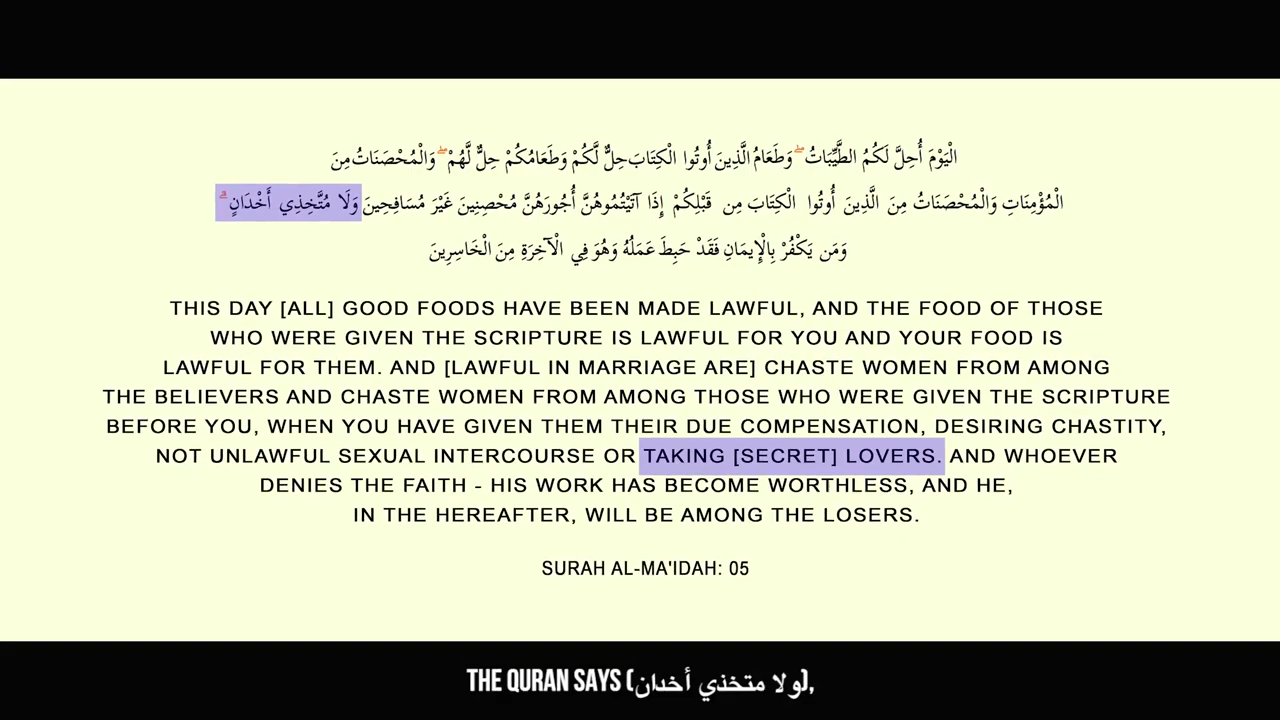 الْيَوْمَ أُحِلَّ لَكُمُ الطَّيِّبَاتُ ۖ وَطَعَامُ الَّذِينَ أُوتُوا الْكِتَابَ حِلٌّ لَّكُمْ وَطَعَامُكُمْ حِلٌّ لَّهُمْ ۖ وَالْمُحْصَنَاتُ مِنَ
الْمُؤْمِنَاتِ وَالْمُحْصَنَاتُ مِنَ الَّذِينَ أُوتُوا الْكِتَابَ مِن قَبْلِكُمْ إِذَا آتَيْتُمُوهُنَّ أُجُورَهُنَّ مُحْصِنِينَ غَيْرَ مُسَافِحِينَ وَلَا مُتَّخِذِي أَخْدَانٍ ۗ
وَمَن يَكْفُرْ بِالْإِيمَانِ فَقَدْ حَبِطَ عَمَلُهُ وَهُوَ فِي الْآخِرَةِ مِنَ الْخَاسِرِينَ
THIS DAY [ALL] GOOD FOODS HAVE BEEN MADE LAWFUL, AND THE FOOD OF THOSE
WHO WERE GIVEN THE SCRIPTURE IS LAWFUL FOR YOU AND YOUR FOOD IS
LAWFUL FOR THEM. AND [LAWFUL IN MARRIAGE ARE] CHASTE WOMEN FROM AMONG
THE BELIEVERS AND CHASTE WOMEN FROM AMONG THOSE WHO WERE GIVEN THE SCRIPTURE
BEFORE YOU, WHEN YOU HAVE GIVEN THEM THEIR DUE COMPENSATION, DESIRING CHASTITY,
NOT UNLAWFUL SEXUAL INTERCOURSE OR TAKING [SECRET] LOVERS. AND WHOEVER
DENIES THE FAITH - HIS WORK HAS BECOME WORTHLESS, AND HE,
IN THE HEREAFTER, WILL BE AMONG THE LOSERS.
SURAH AL-MA'IDAH: 05
THE QURAN SAYS (ولا متخذي أخدان),